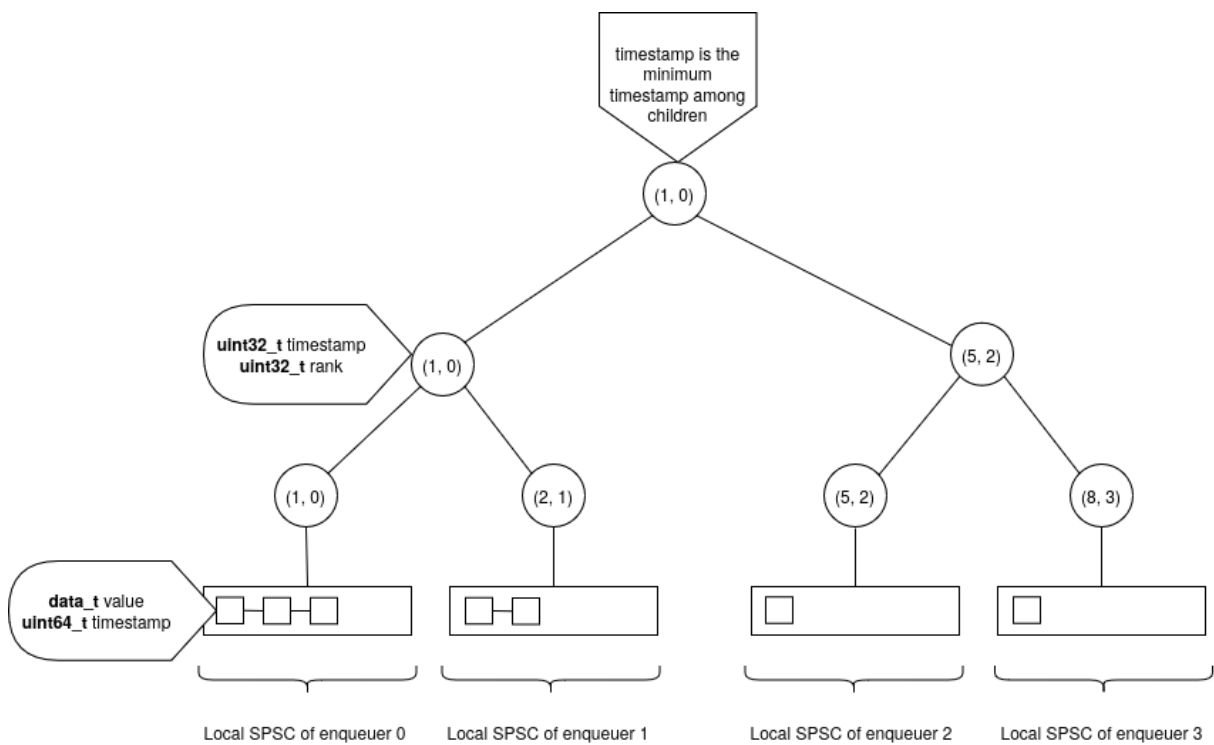 timestamp is the
minimum
timestamp among
children
(1, 0)
uint32_t timestamp
uint32_t rank
(1, 0)
(5, 2)
(1, 0)
(2, 1)
(5, 2)
(8, 3)
data_t value
uint64_t timestamp
Local SPSC of enqueuer 0
Local SPSC of enqueuer 1
Local SPSC of enqueuer 2
Local SPSC of enqueuer 3